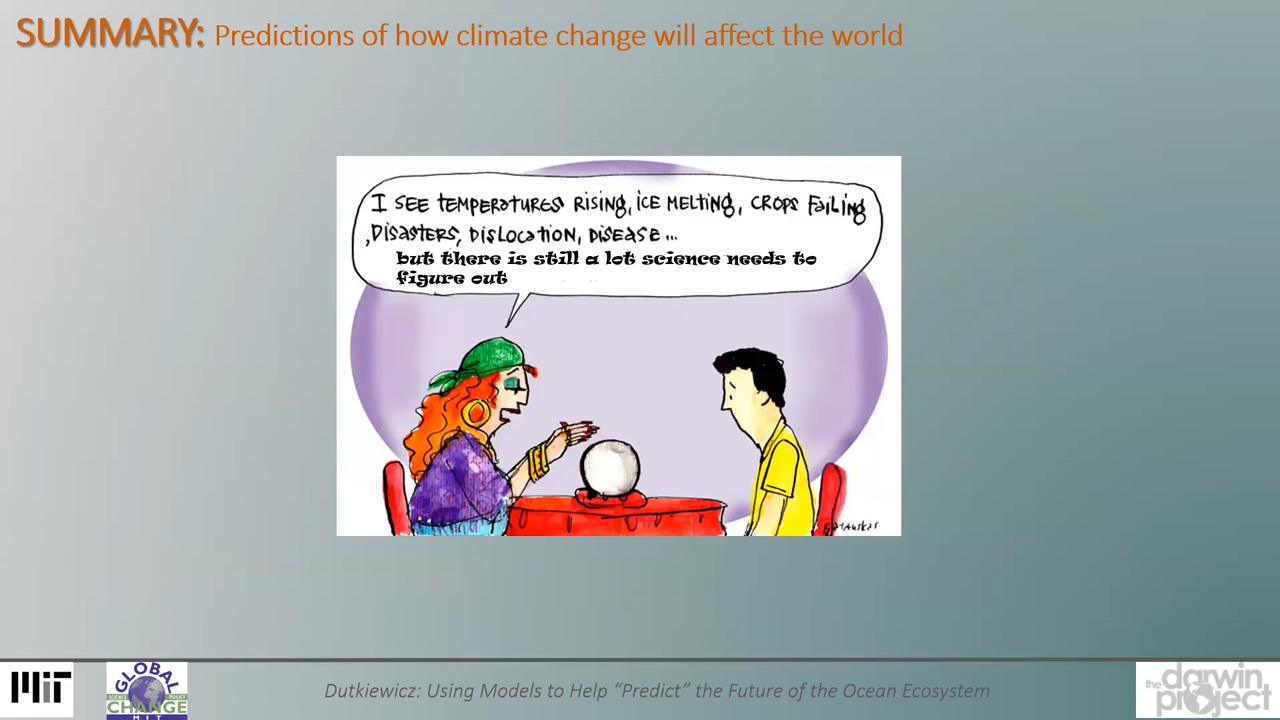 SUMMARY: Predictions of how climate change will affect the world
I SEE TEMPERATURES RISING, ICE MELTING, CROPS FAILING
,DISASTERS, DISLOCATION, DISEASE...
but there is still a lot science needs to
figure out
MIT
GLOBAL
SCIENCE POLICY
CHANGE
MIT
Dutkiewicz: Using Models to Help “Predict” the Future of the Ocean Ecosystem
the darwin
project